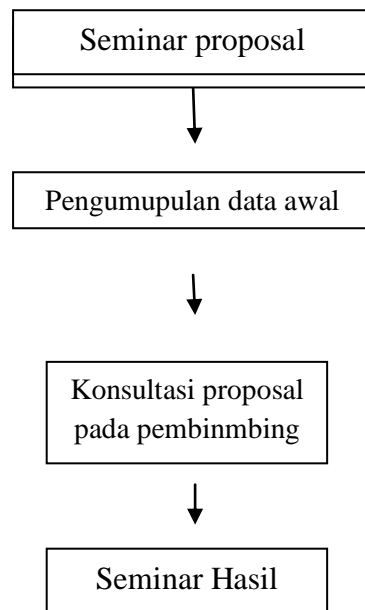 Seminar proposal
Pengumupulan data awal
Konsultasi proposal
pada pembinmbing
Seminar Hasil